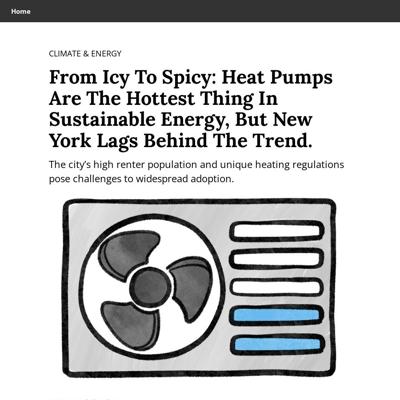 Home
CLIMATE & ENERGY
From Icy To Spicy: Heat Pumps
Are The Hottest Thing In
Sustainable Energy, But New
York Lags Behind The Trend.
The city’s high renter population and unique heating regulations
pose challenges to widespread adoption.